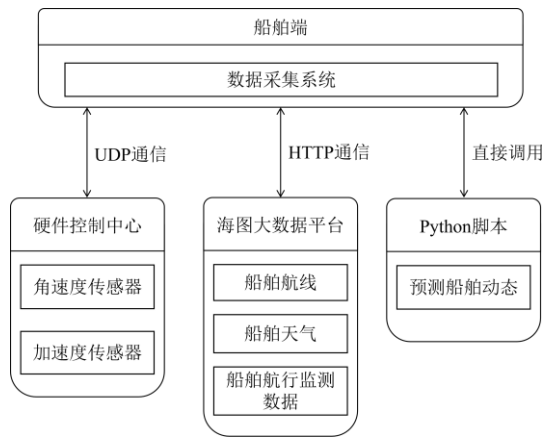 船舶端
数据采集系统
UDP通信
HTTP通信
直接调用
硬件控制中心
角速度传感器
加速度传感器
海图大数据平台
船舶航线
船舶天气
船舶航行监测
数据
Python脚本
预测船舶动态